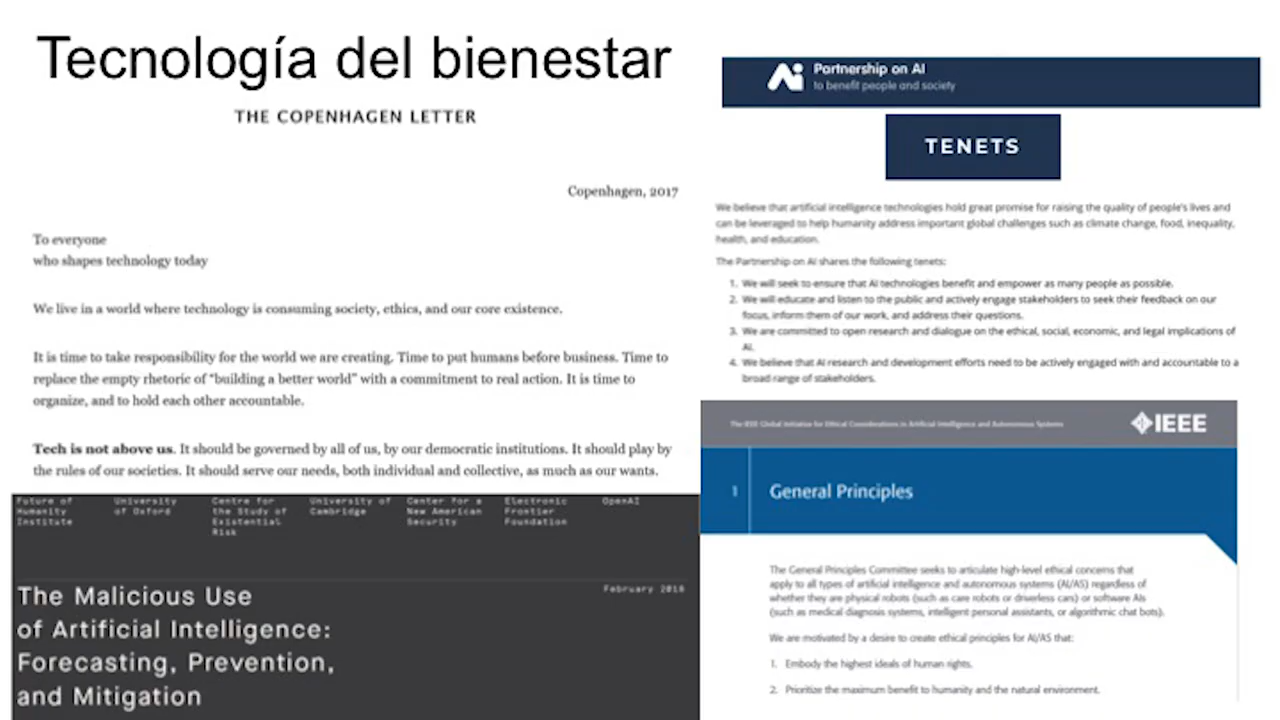 Tecnología del bienestar
THE COPENHAGEN LETTER
Copenhagen, 2017
To everyone
who shapes technology today
We live in a world where technology is consuming society, ethics, and our core existence.
It is time to take responsibility for the world we are creating. Time to put humans before business. Time to
replace the empty rhetoric of “building a better world” with a commitment to real action. It is time to
organize, and to hold each other accountable.
Tech is not above us. It should be governed by all of us, by our democratic institutions. It should play by
the rules of our societies. It should serve our needs, both individual and collective, as much as our wants.
Future of
Humanity
Institute
University
of Oxford
Centre for
the Study of
Existential
Risk
University of
Cambridge
Center for a
New American
Security
Electronic
Frontier
Foundation
OpenAI
February 2018
The Malicious Use
of Artificial Intelligence:
Forecasting, Prevention,
and Mitigation
Partnership on AI
to benefit people and society
TENETS
We believe that artificial intelligence technologies hold great promise for raising the quality of people's lives and
can be leveraged to help humanity address important global challenges such as climate change, food, inequality,
health, and education.
The Partnership on AI shares the following tenets:
1. We will seek to ensure that AI technologies benefit and empower as many people as possible.
2. We will educate and listen to the public and actively engage stakeholders to seek their feedback on our
focus, inform them of our work, and address their questions.
3. We are committed to open research and dialogue on the ethical, social, economic, and legal implications of
AI.
4. We believe that AI research and development efforts need to be actively engaged with and accountable to a
broad range of stakeholders.
The IEEE Global Initiative for Ethical Considerations in Artificial Intelligence and Autonomous Systems
IEEE
1
General Principles
The General Principles Committee seeks to articulate high-level ethical concerns that
apply to all types of artificial intelligence and autonomous systems (AI/AS) regardless of
whether they are physical robots (such as care robots or driverless cars) or software AIs
(such as medical diagnosis systems, intelligent personal assistants, or algorithmic chat bots).
We are motivated by a desire to create ethical principles for AI/AS that:
1. Embody the highest ideals of human rights.
2. Prioritize the maximum benefit to humanity and the natural environment.